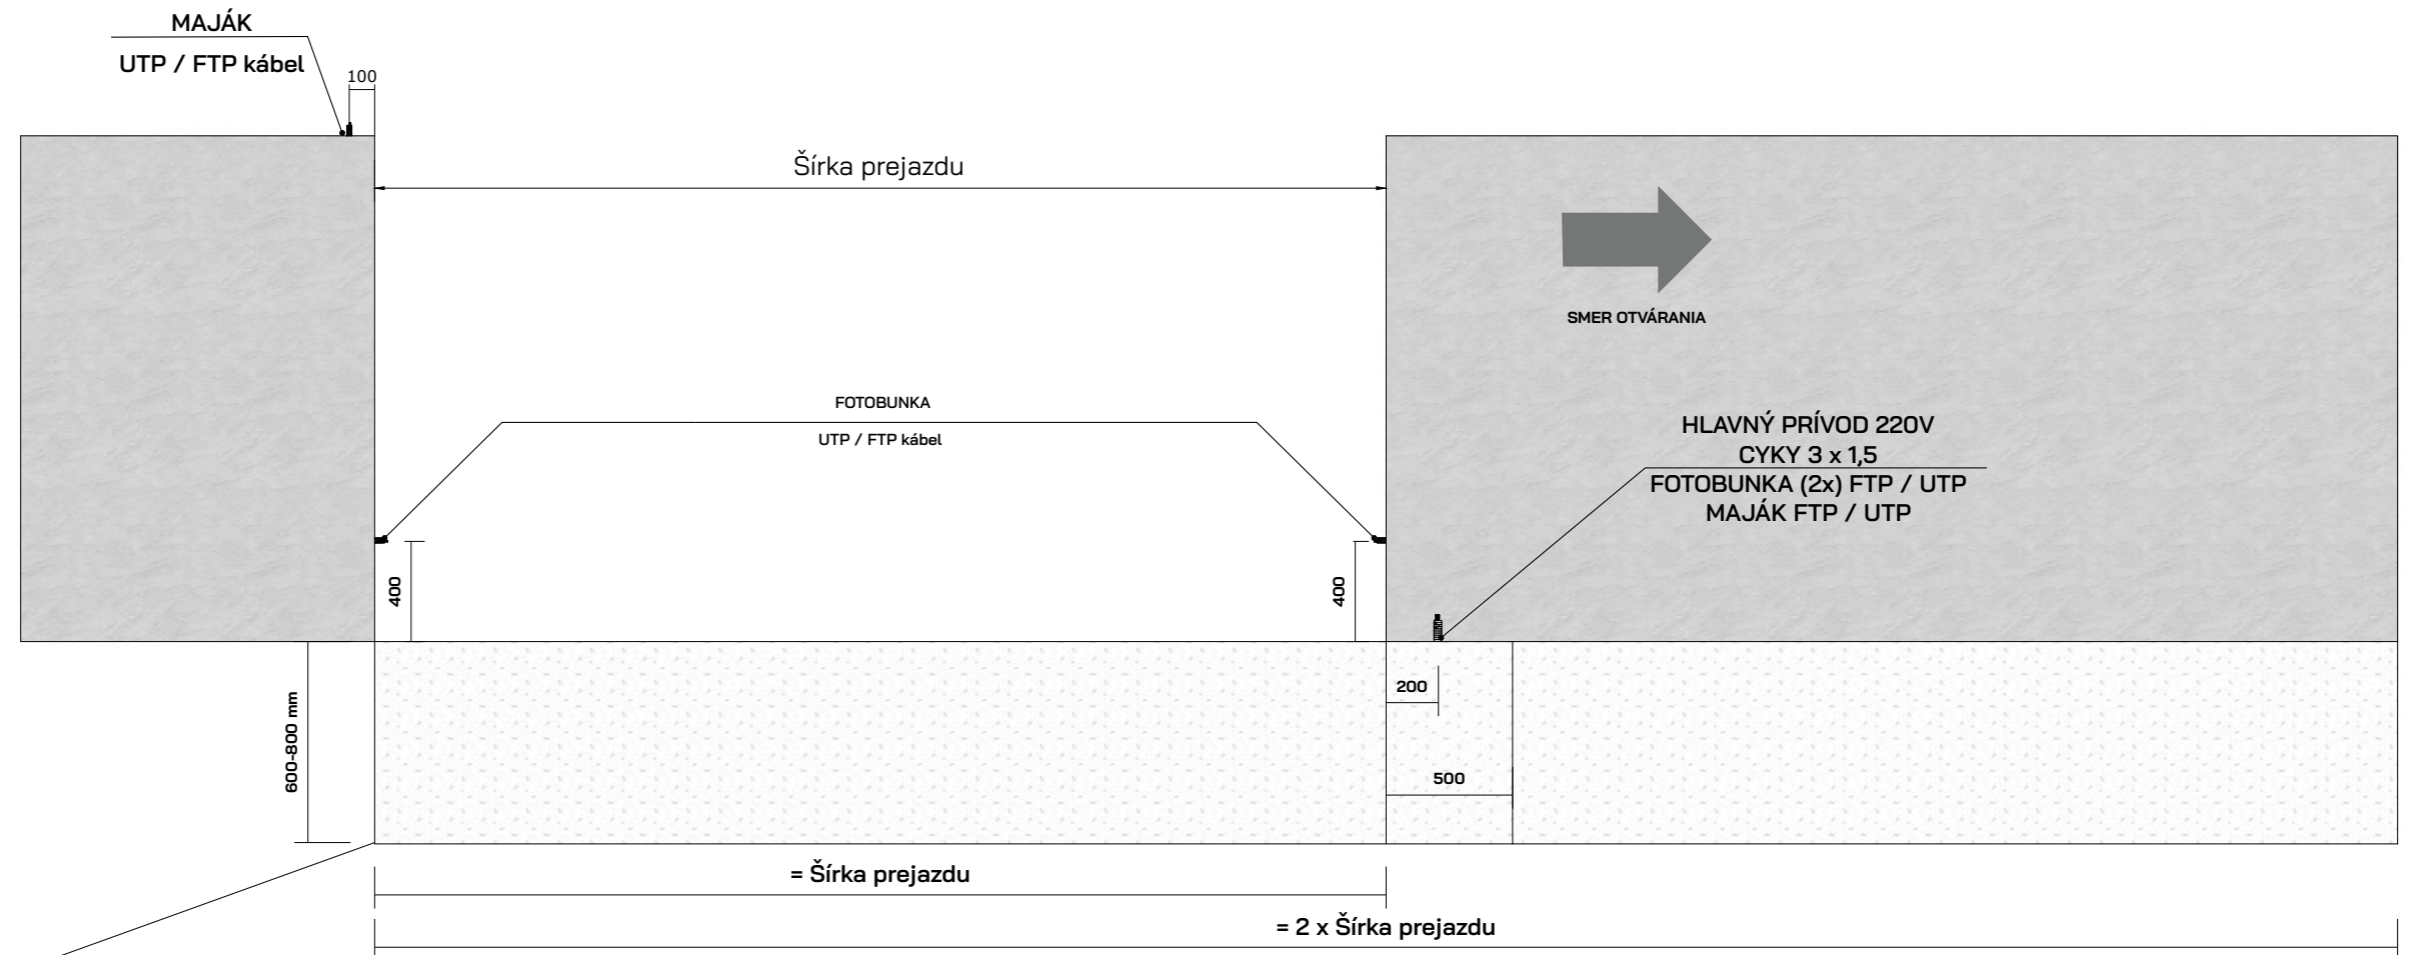 MAJÁK
UTP / FTP kábel
100
Šírka prejazdu
SMER OTVÁRANIA
FOTOBUNKA
UTP / FTP kábel
HLAVNÝ PRÍVOD 220V
CYKY 3 x 1,5
FOTOBUNKA (2x) FTP / UTP
MAJÁK FTP / UTP
400
400
600-800 mm
200
500
= Šírka prejazdu
= 2 x Šírka prejazdu